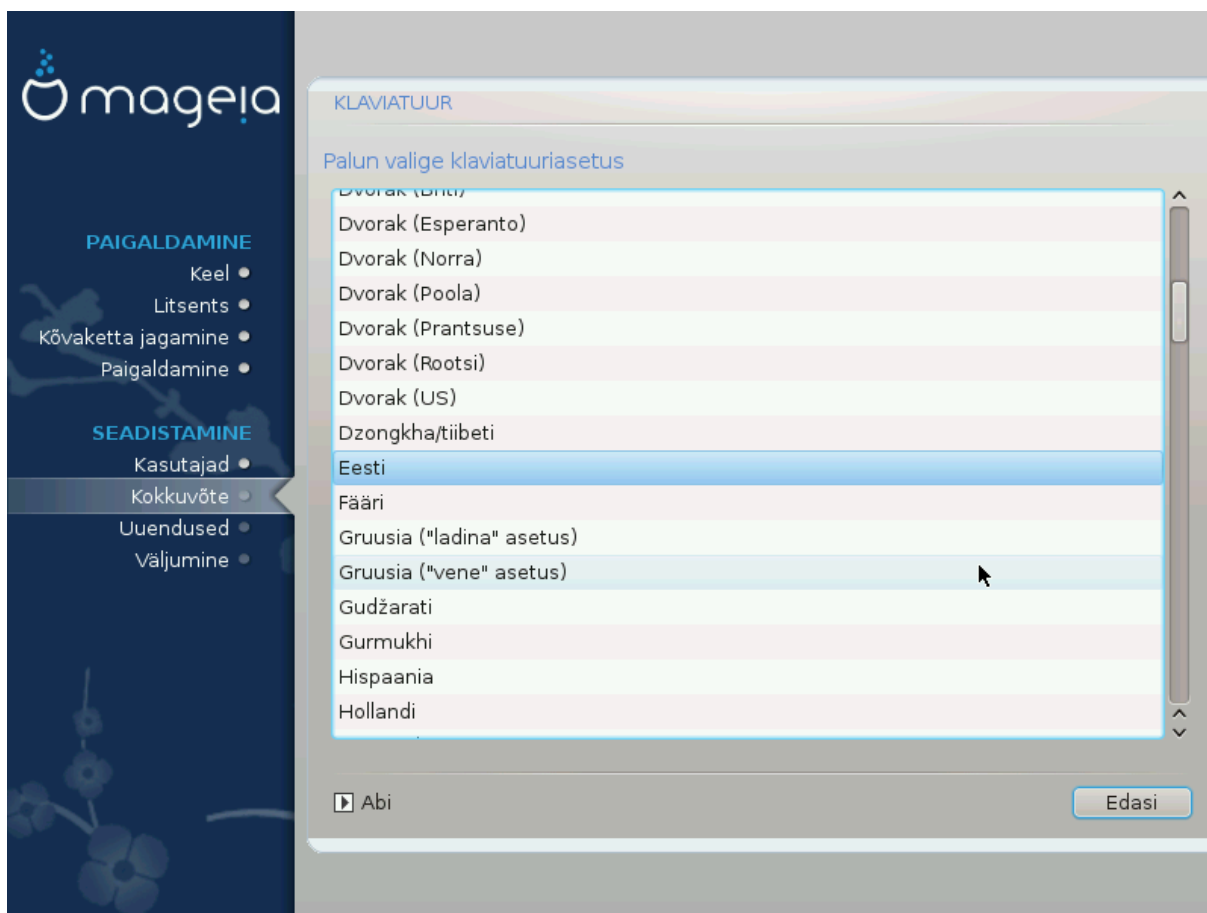 mageia
PAIGALDAMINE
Keel
Litsents
Kõvaketta jagamine
Paigaldamine
SEADISTAMINE
Kasutajad
Kokkuvõte
Uuendused
Väljumine
KLAVIATUUR
Palun valige klaviatuuriasetus
Dvorak (Briti)
Dvorak (Esperanto)
Dvorak (Norra)
Dvorak (Poola)
Dvorak (Prantsuse)
Dvorak (Rootsi)
Dvorak (US)
Dzongkha/tiibeti
Eesti
Fääri
Gruusia ("ladina" asetus)
Gruusia ("vene" asetus)
Gudžarati
Gurmukhi
Hispaania
Hollandi
Abi
Edasi